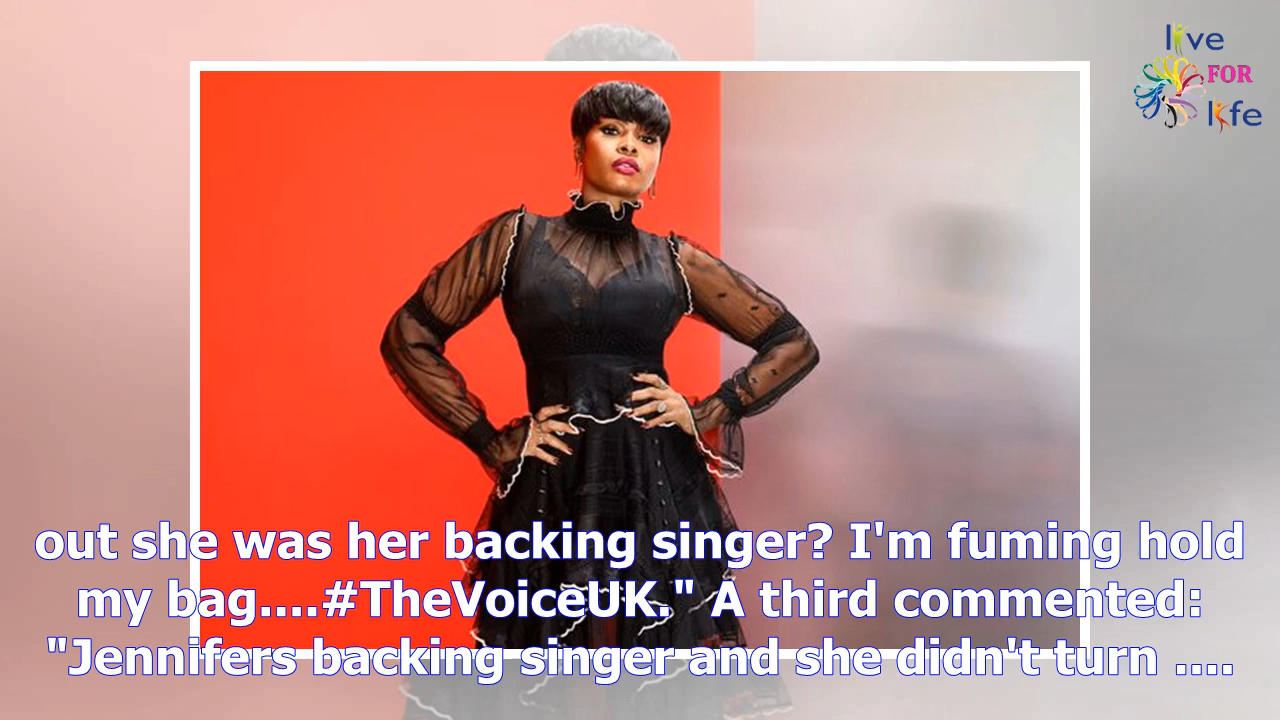 live
FOR
life
out she was her backing singer? I'm fuming hold
my bag....#TheVoiceUK." A third commented:
"Jennifers backing singer and she didn't turn ....